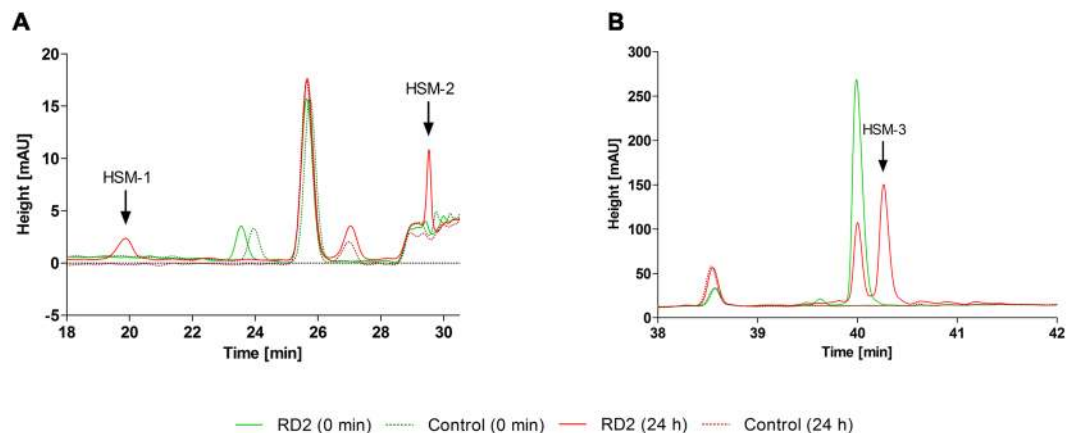 A
B
20
15
10
5
0
-5
Height [mAU]
HSM-1
HSM-2
18 20 22 24 26 28 30
Time [min]
300
250
200
150
100
50
0
Height [mAU]
HSM-3
38 39 40 41 42
Time [min]
RD2 (0 min) Control (0 min) RD2 (24 h) Control (24 h)